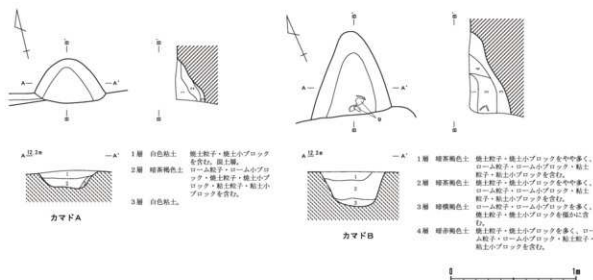 B
A
A'
B
B
B
A 12.3m A'
1
2
3
1層 白色粘土 焼土粒子・焼土小ブロック
を含む。固土層。
2層 暗茶褐色土 ローム粒子・ローム小ブロ
ック・焼土粒子・焼土小ブ
ロック・粘土粒子・粘土小
ブロックを含む。
3層 白色粘土。
カマドA
B
A
A'
B
B
B
A 12.3m A'
1
2
3
1層 暗茶褐色土 焼土粒子・焼土小ブロックをやや多く、
ローム粒子・ローム小ブロック・粘土
粒子・粘土小ブロックを含む。
2層 暗茶褐色土 焼土粒子・焼土小ブロックをやや多く、
ローム粒子・ローム小ブロック・粘土
粒子・粘土小ブロックを含む。
3層 暗橙褐色土 ローム粒子・ローム小ブロックを多く、
焼土粒子・焼土小ブロックを僅かに含
む。
4層 暗赤褐色土 焼土粒子・焼土小ブロックを多く、ロー
ム粒子・ローム小ブロック・粘土粒子・
粘土小ブロックを含む。
カマドB
0 1m